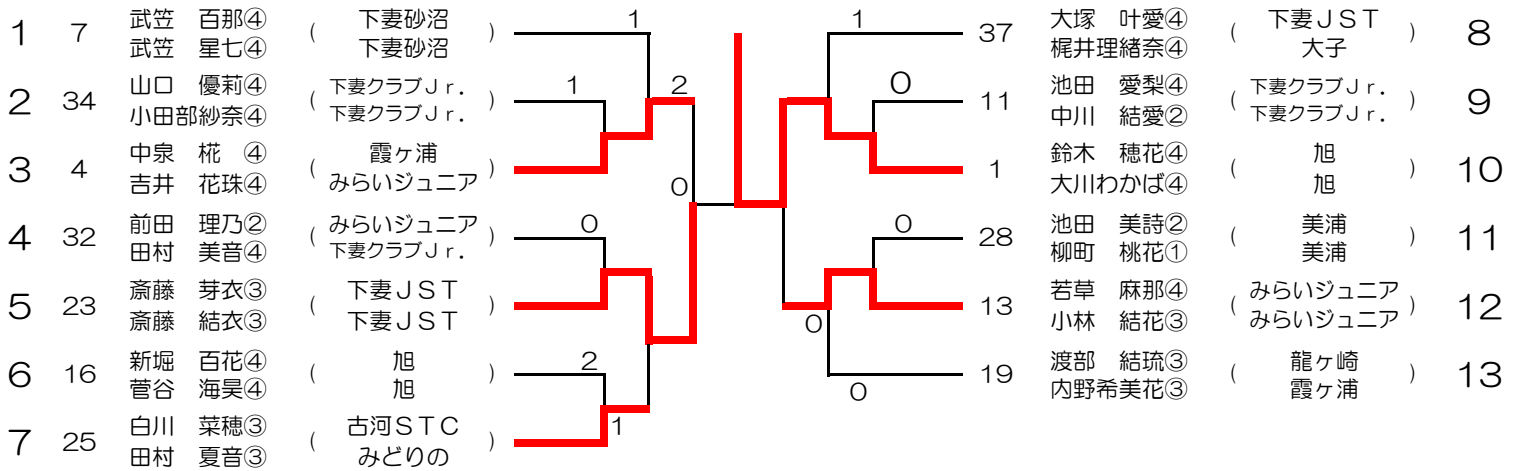 1 7 武笠　百那④ ( 下妻砂沼 ) 1
武笠　星七④ 下妻砂沼
2 34 山口　優莉④ ( 下妻クラブＪｒ． ) 1 2
小田部紗奈④ 下妻クラブＪｒ．
3 4 中泉　椛　④ ( 霞ヶ浦 )
吉井　花珠④ みらいジュニア
0
4 32 前田　理乃② ( みらいジュニア ) 0
田村　美音④ 下妻クラブＪｒ．
5 23 斎藤　芽衣③ ( 下妻ＪＳＴ )
斎藤　結衣③ 下妻ＪＳＴ
6 16 新堀　百花④ ( 旭 ) 2
菅谷　海昊④ 旭
1
7 25 白川　菜穂③ ( 古河ＳＴＣ )
田村　夏音③ みどりの
1 37 大塚　叶愛④ ( 下妻ＪＳＴ ) 8
梶井理緒奈④ 大子
0 11 池田　愛梨④ ( 下妻クラブＪｒ． ) 9
中川　結愛② 下妻クラブＪｒ．
1 鈴木　穂花④ ( 旭 ) 10
大川わかば④ 旭
0 28 池田　美詩② ( 美浦 ) 11
柳町　桃花① 美浦
13 若草　麻那④ ( みらいジュニア ) 12
0 小林　結花③ みらいジュニア
19 渡部　結琉③ ( 龍ヶ崎 ) 13
0 内野希美花③ 霞ヶ浦